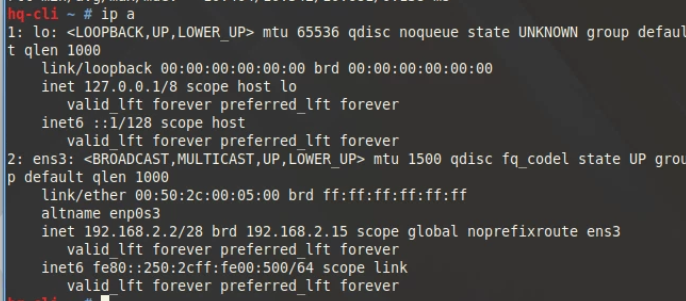 hq-cli ~ # ip a
1: lo: <LOOPBACK,UP,LOWER_UP> mtu 65536 qdisc noqueue state UNKNOWN group defaul
t qlen 1000
    link/loopback 00:00:00:00:00:00 brd 00:00:00:00:00:00
    inet 127.0.0.1/8 scope host lo
       valid_lft forever preferred_lft forever
    inet6 ::1/128 scope host
       valid_lft forever preferred_lft forever
2: ens3: <BROADCAST,MULTICAST,UP,LOWER_UP> mtu 1500 qdisc fq_codel state UP grou
p default qlen 1000
    link/ether 00:50:2c:00:05:00 brd ff:ff:ff:ff:ff:ff
    altname enp0s3
    inet 192.168.2.2/28 brd 192.168.2.15 scope global noprefixroute ens3
       valid_lft forever preferred_lft forever
    inet6 fe80::250:2cff:fe00:500/64 scope link
       valid_lft forever preferred_lft forever
hq-cli ~ #